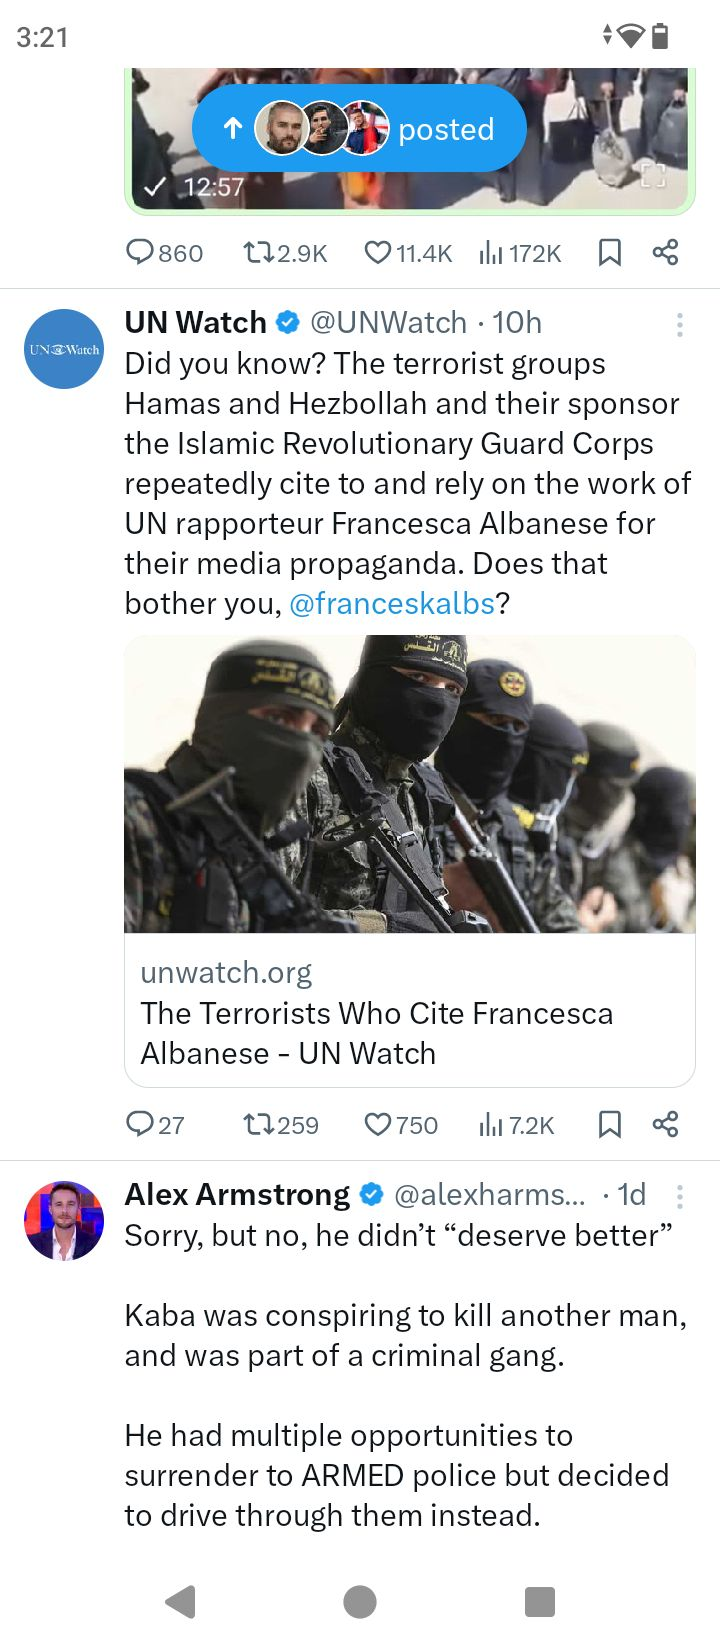 3:21
posted
12:57
860 2.9K 11.4K 172K
UN Watch @UNWatch · 10h
UN Watch
Did you know? The terrorist groups
Hamas and Hezbollah and their sponsor
the Islamic Revolutionary Guard Corps
repeatedly cite to and rely on the work of
UN rapporteur Francesca Albanese for
their media propaganda. Does that
bother you, @franceskalbs?
unwatch.org
The Terrorists Who Cite Francesca
Albanese - UN Watch
27 259 750 7.2K
Alex Armstrong @alexharms... · 1d
Sorry, but no, he didn’t “deserve better”
Kaba was conspiring to kill another man,
and was part of a criminal gang.
He had multiple opportunities to
surrender to ARMED police but decided
to drive through them instead.